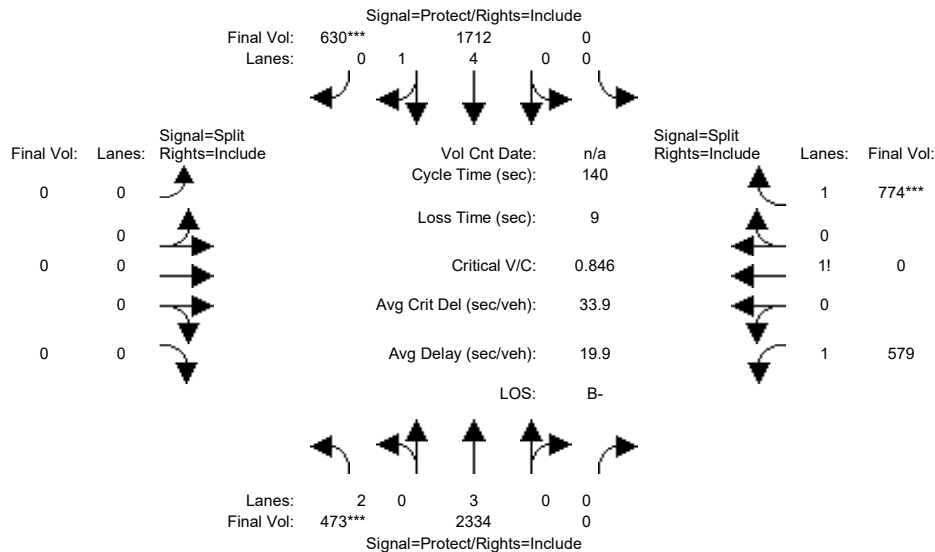 Signal=Protect/Rights=Include
Final Vol: 630*** 1712 0
Lanes: 0 1 4 0 0
Signal=Split
Final Vol: Lanes: Rights=Include
Vol Cnt Date: n/a
Signal=Split
Rights=Include Lanes: Final Vol:
Cycle Time (sec): 140
0 0
1 774***
Loss Time (sec): 9
0
0
0 0
Critical V/C: 0.846
1! 0
0
Avg Crit Del (sec/veh): 33.9
0
0 0
Avg Delay (sec/veh): 19.9
1 579
LOS: B-
Lanes: 2 0 3 0 0
Final Vol: 473*** 2334 0
Signal=Protect/Rights=Include